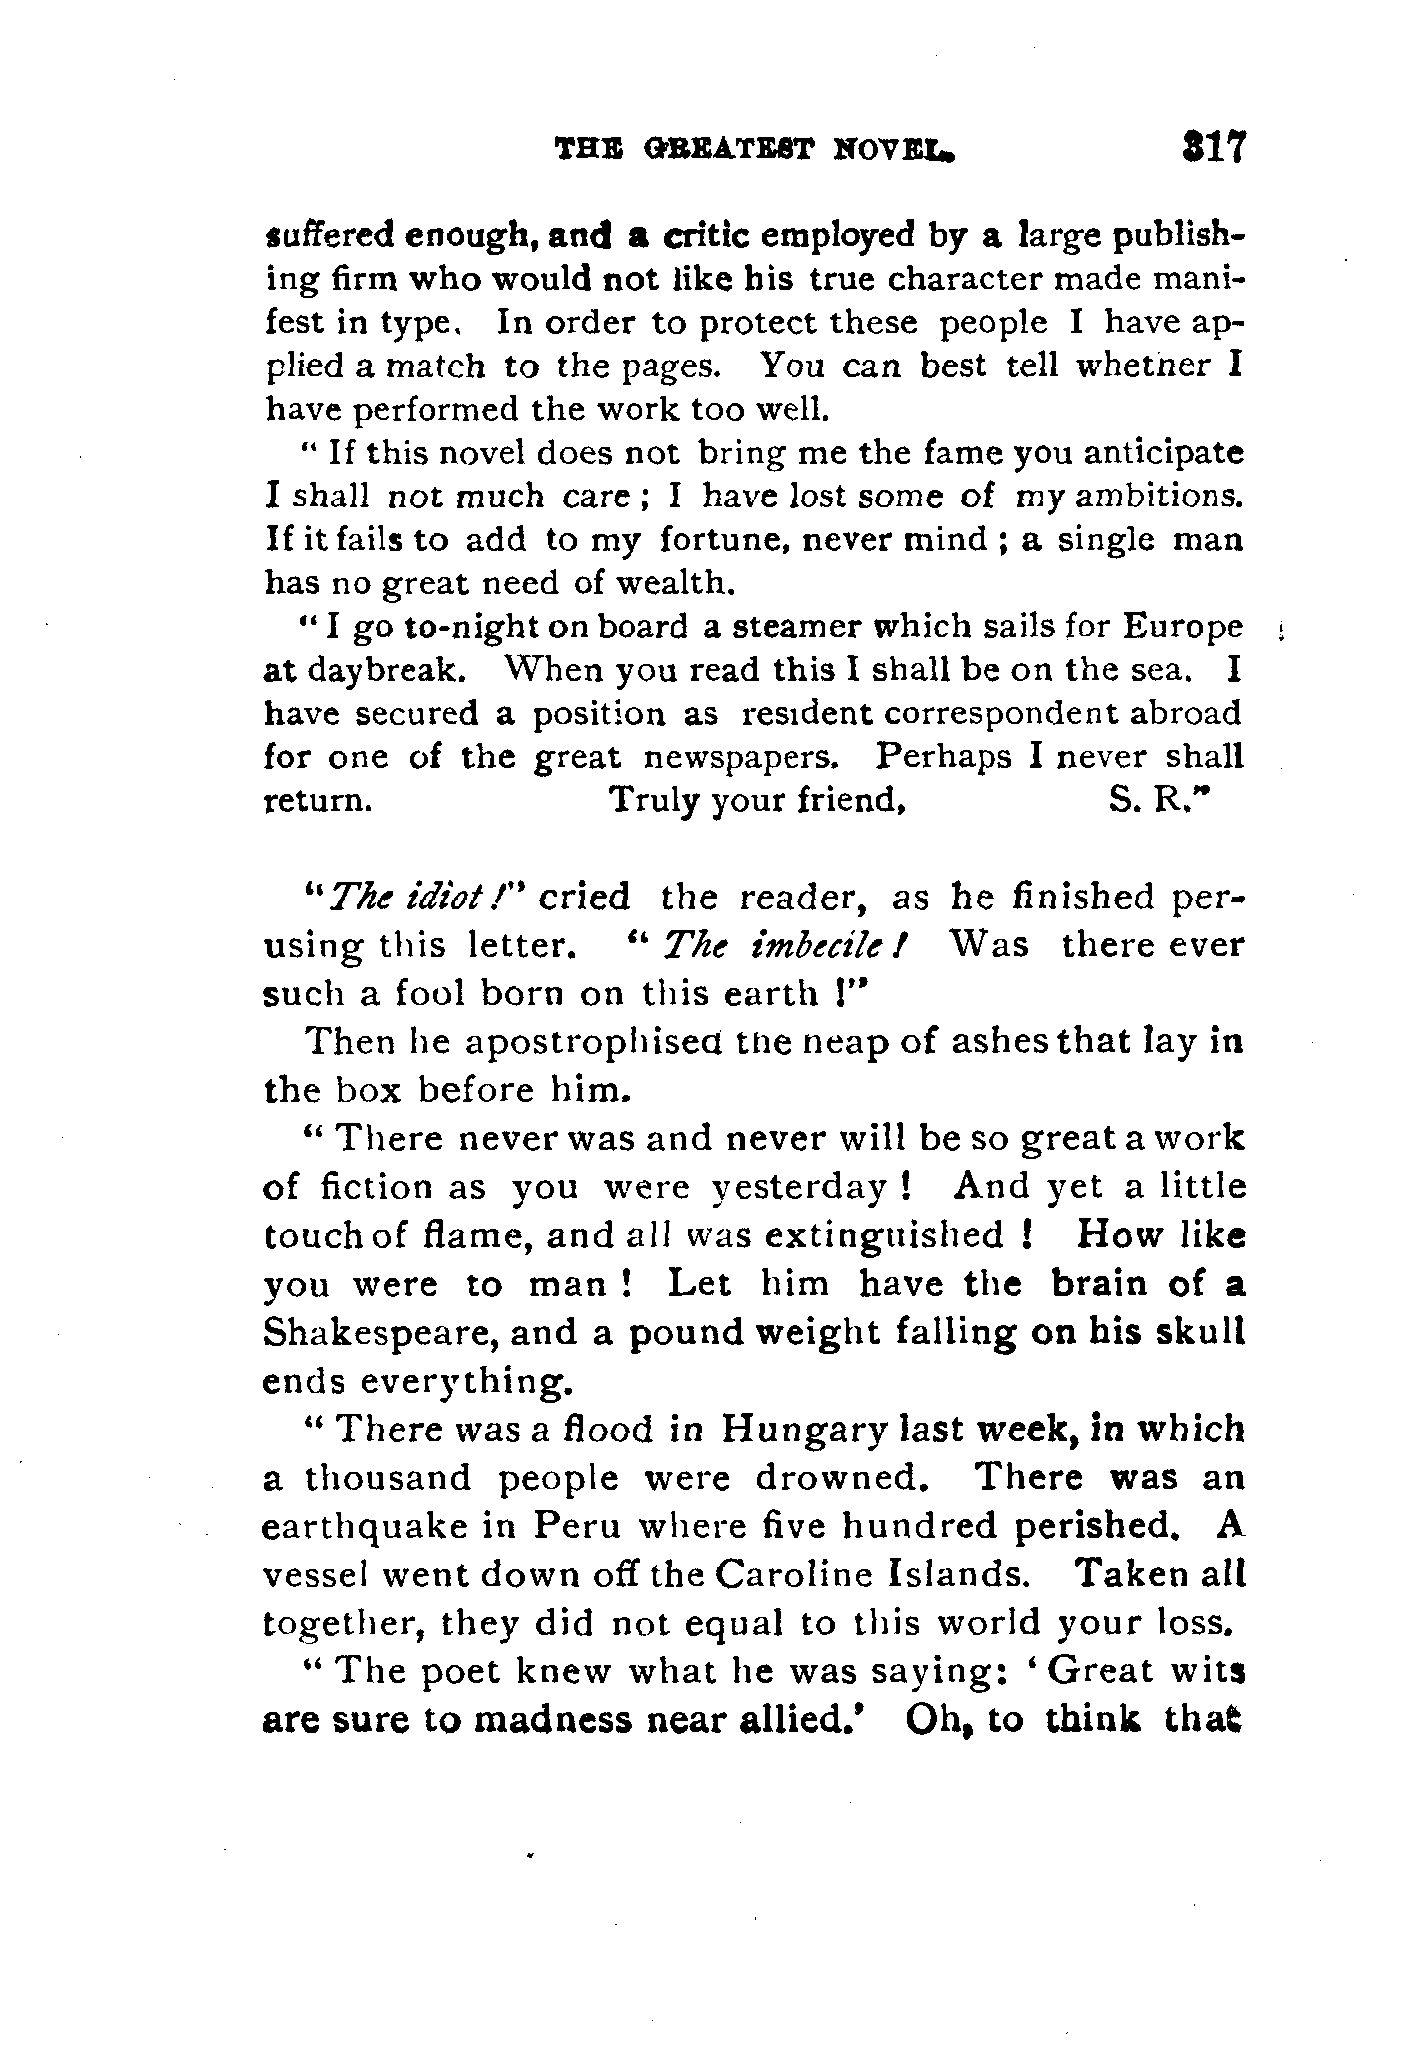 THE GREATEST NOVEL. 317
suffered enough, and a critic employed by a large publish-
ing firm who would not like his true character made mani-
fest in type. In order to protect these people I have ap-
plied a match to the pages. You can best tell whether I
have performed the work too well.
" If this novel does not bring me the fame you anticipate
I shall not much care ; I have lost some of my ambitions.
If it fails to add to my fortune, never mind ; a single man
has no great need of wealth.
" I go to-night on board a steamer which sails for Europe
at daybreak. When you read this I shall be on the sea. I
have secured a position as resident correspondent abroad
for one of the great newspapers. Perhaps I never shall
return. Truly your friend, S. R."
" The idiot !" cried the reader, as he finished per-
using this letter. " The imbecile ! Was there ever
such a fool born on this earth !"
Then he apostrophised the heap of ashes that lay in
the box before him.
" There never was and never will be so great a work
of fiction as you were yesterday ! And yet a little
touch of flame, and all was extinguished ! How like
you were to man ! Let him have the brain of a
Shakespeare, and a pound weight falling on his skull
ends everything.
" There was a flood in Hungary last week, in which
a thousand people were drowned. There was an
earthquake in Peru where five hundred perished. A
vessel went down off the Caroline Islands. Taken all
together, they did not equal to this world your loss.
" The poet knew what he was saying: ' Great wits
are sure to madness near allied.' Oh, to think that